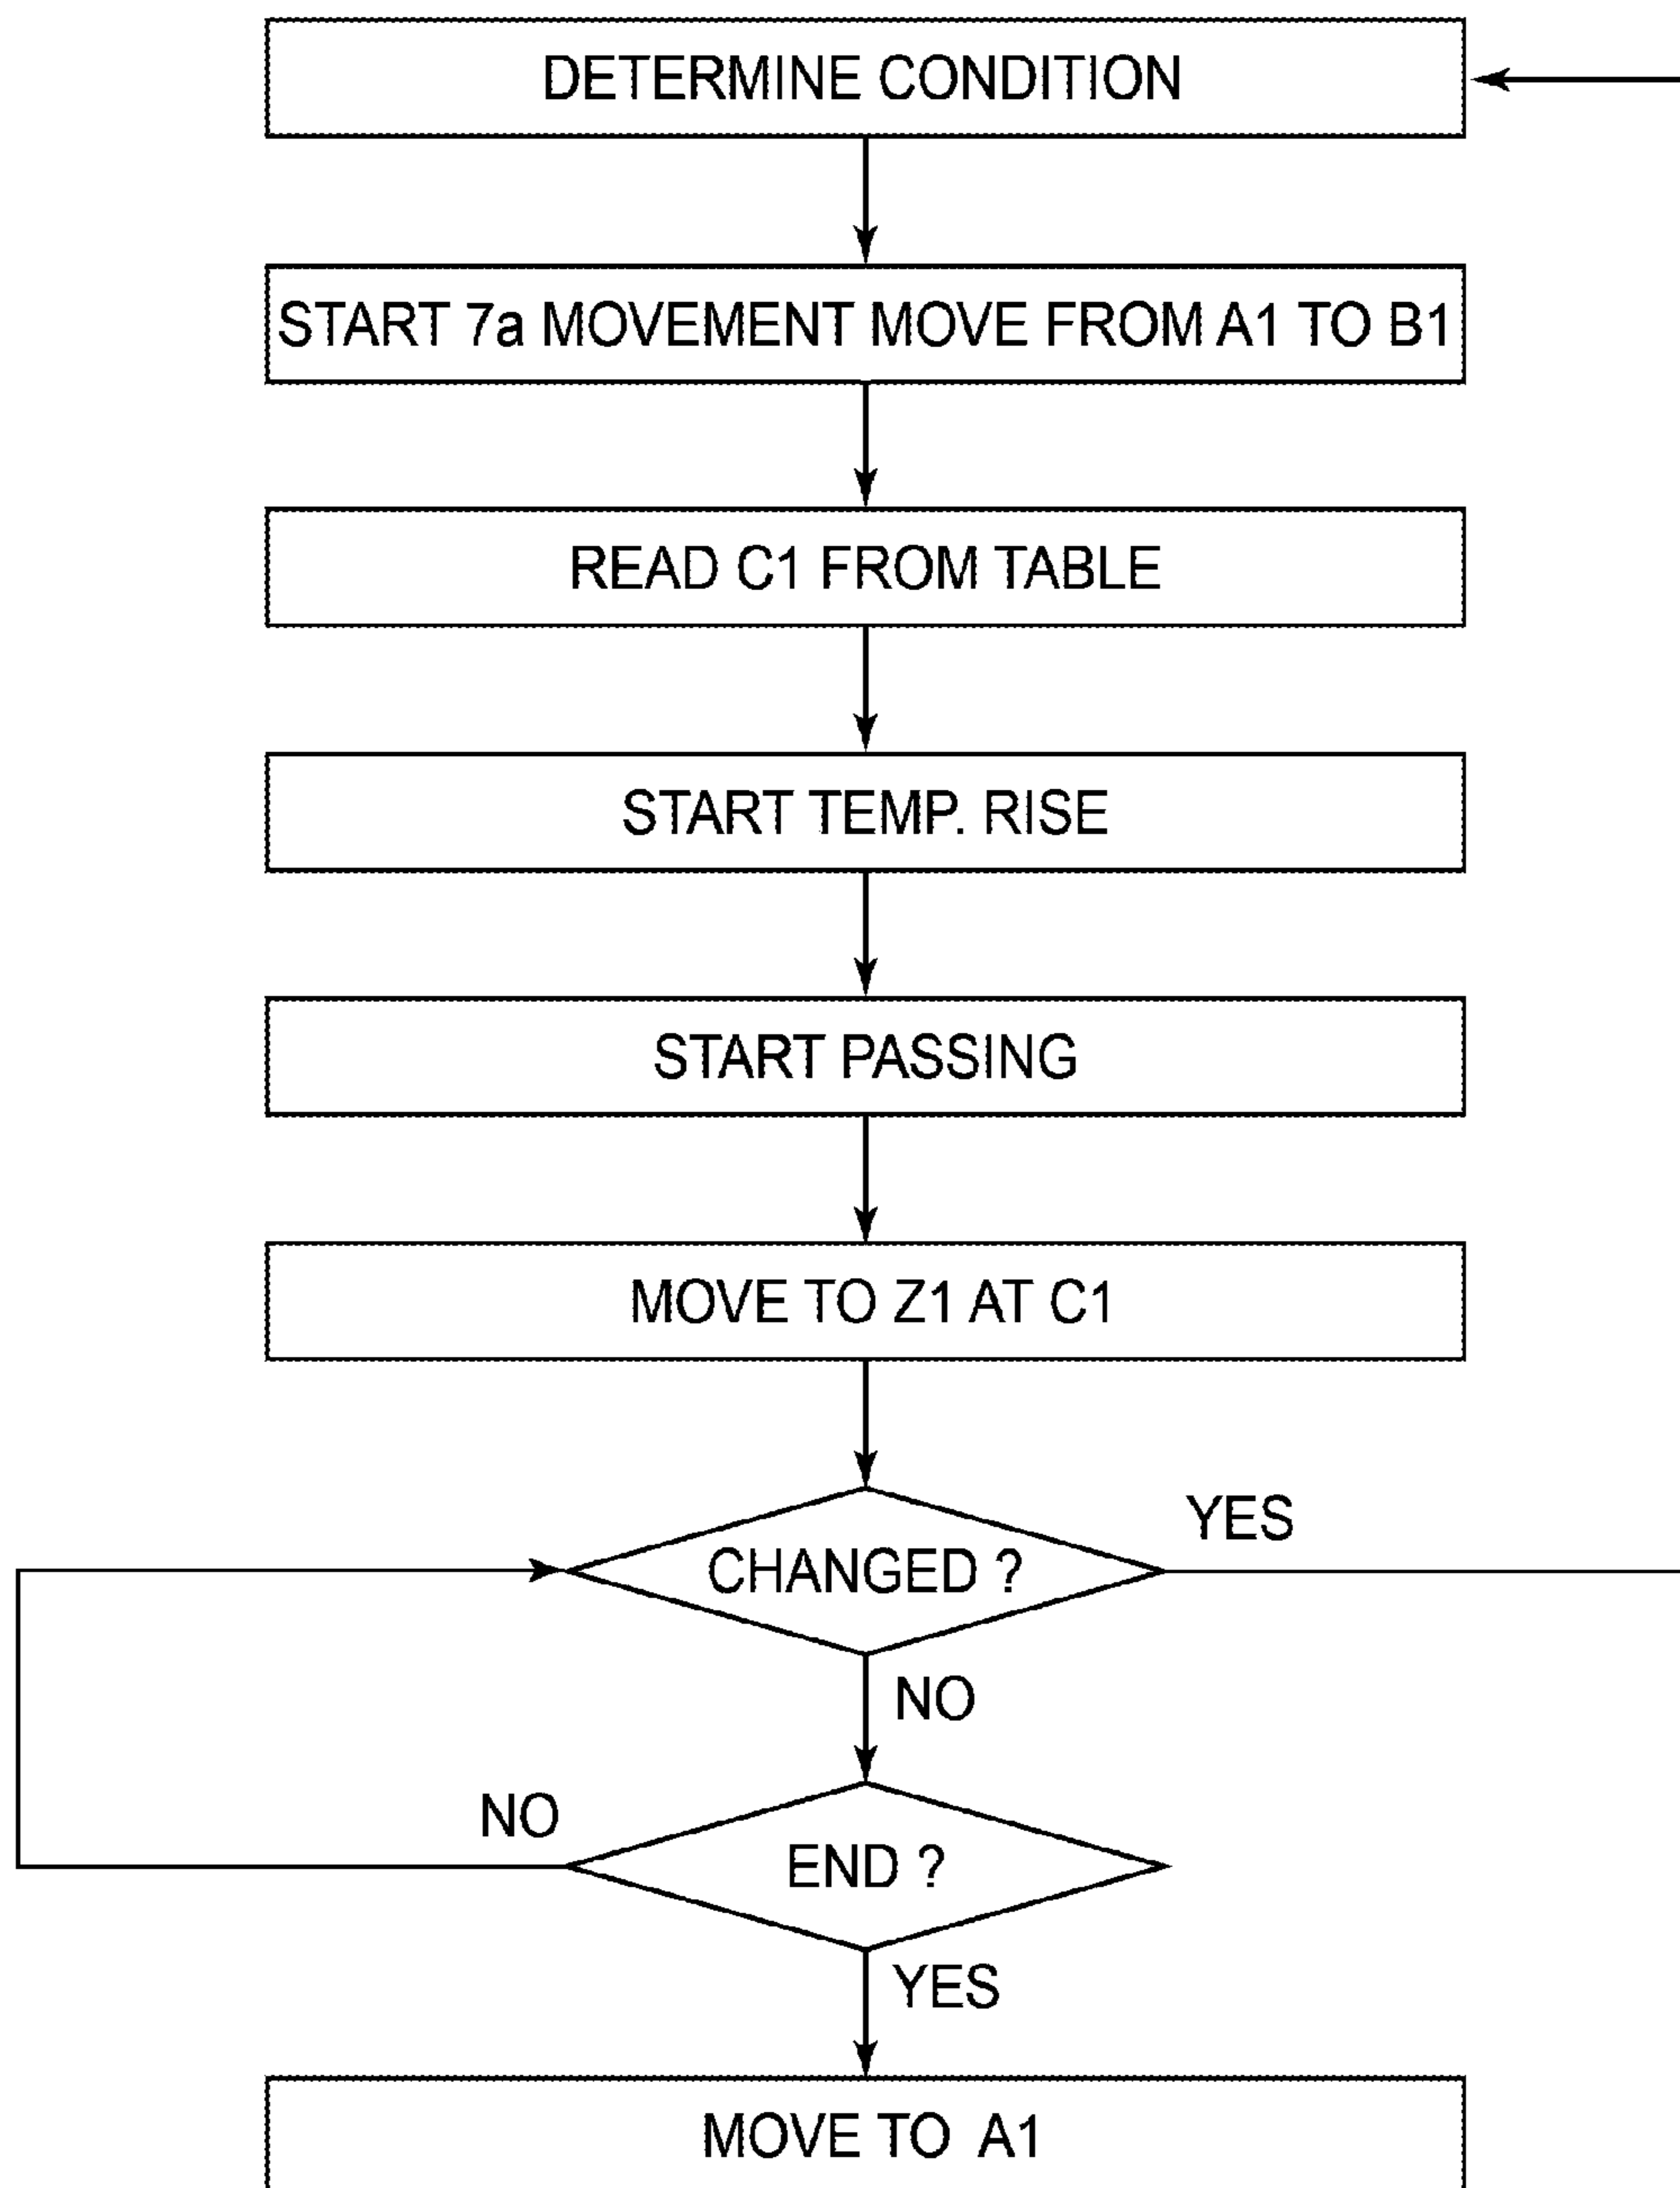 DETERMINE CONDITION
START 7a MOVEMENT MOVE FROM A1 TO B1
READ C1 FROM TABLE
START TEMP. RISE
START PASSING
MOVE TO Z1 AT C1
YES
CHANGED ?
NO
NO
END ?
YES
MOVE TO A1